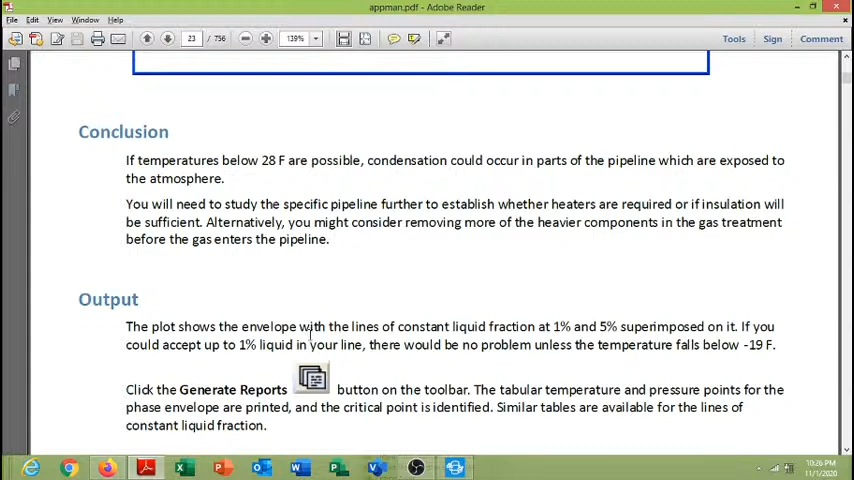 appman.pdf - Adobe Reader
File Edit View Window Help
23 / 756 139% Tools Sign Comment
Conclusion
If temperatures below 28 F are possible, condensation could occur in parts of the pipeline which are exposed to
the atmosphere.
You will need to study the specific pipeline further to establish whether heaters are required or if insulation will
be sufficient. Alternatively, you might consider removing more of the heavier components in the gas treatment
before the gas enters the pipeline.
Output
The plot shows the envelope with the lines of constant liquid fraction at 1% and 5% superimposed on it. If you
could accept up to 1% liquid in your line, there would be no problem unless the temperature falls below -19 F.
Click the Generate Reports button on the toolbar. The tabular temperature and pressure points for the
phase envelope are printed, and the critical point is identified. Similar tables are available for the lines of
constant liquid fraction.
10:26 PM
11/1/2020